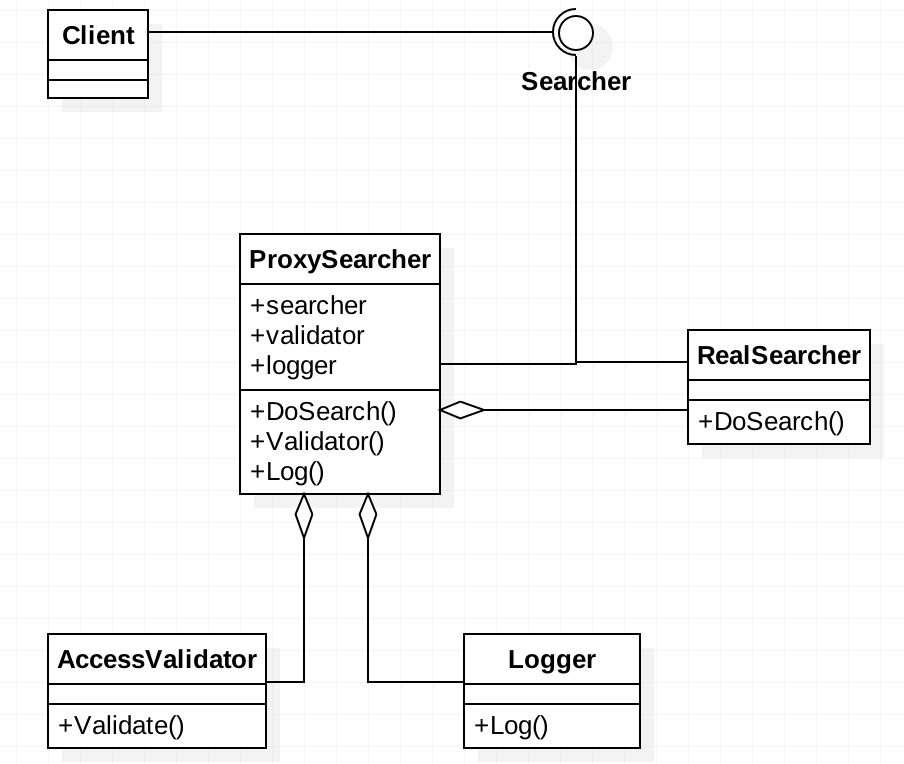 Client
Searcher
ProxySearcher
+searcher
+validator
+logger
+DoSearch()
+Validator()
+Log()
RealSearcher
+DoSearch()
AccessValidator
+Validate()
Logger
+Log()